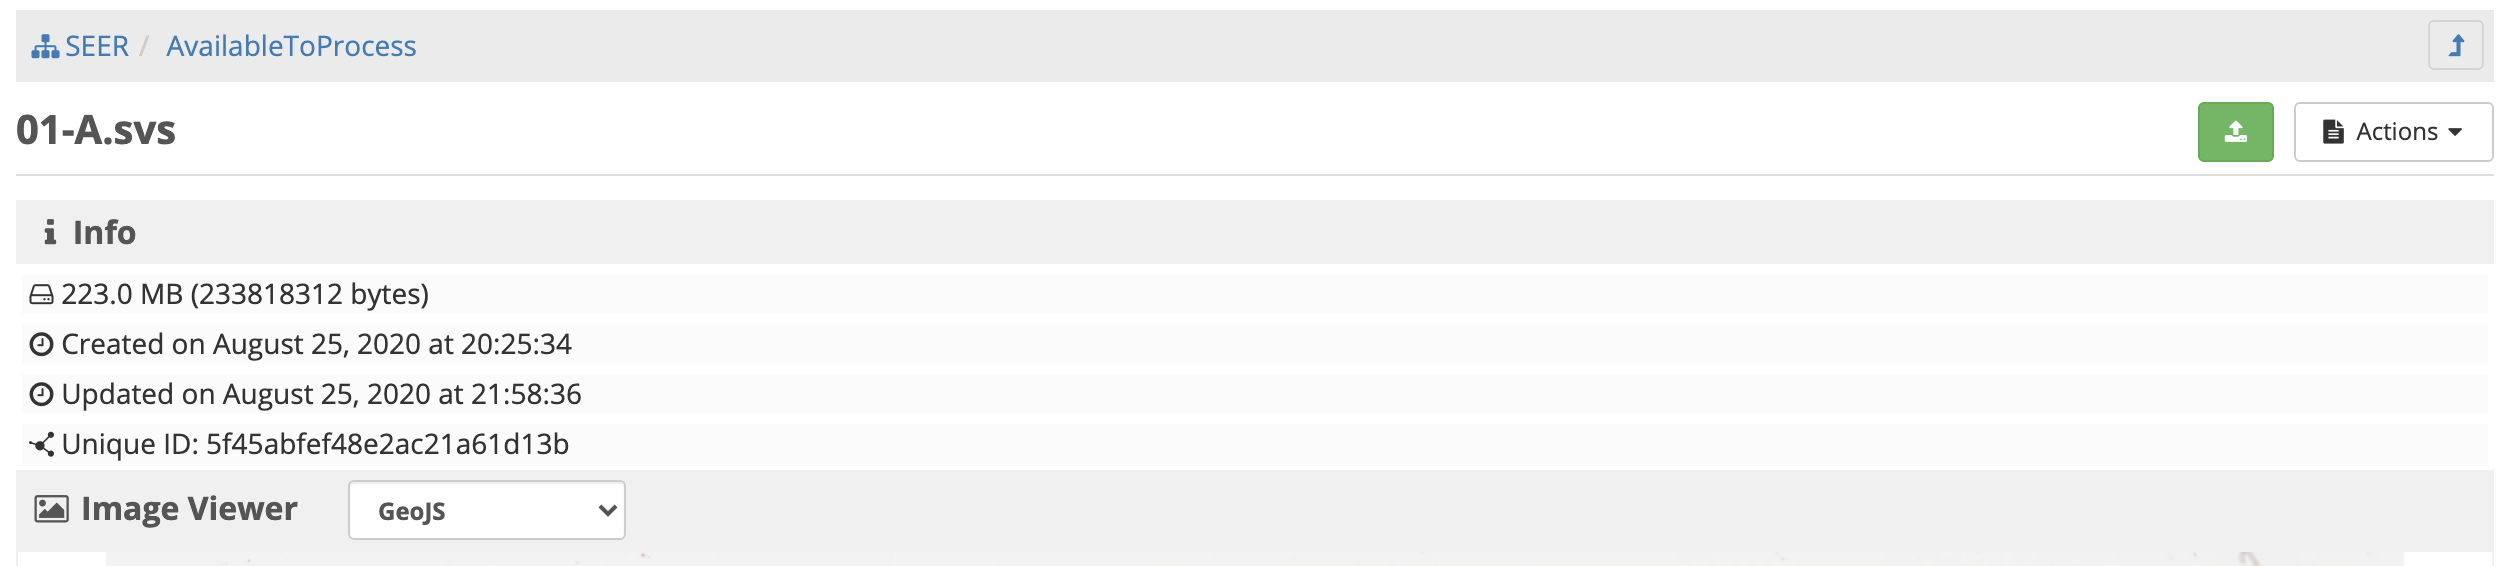 SEER / AvailableToProcess
01-A.svs
Actions
Info
223.0 MB (233818312 bytes)
Created on August 25, 2020 at 20:25:34
Updated on August 25, 2020 at 21:58:36
Unique ID: 5f45abfef48e2ac21a61d13b
Image Viewer GeoJS